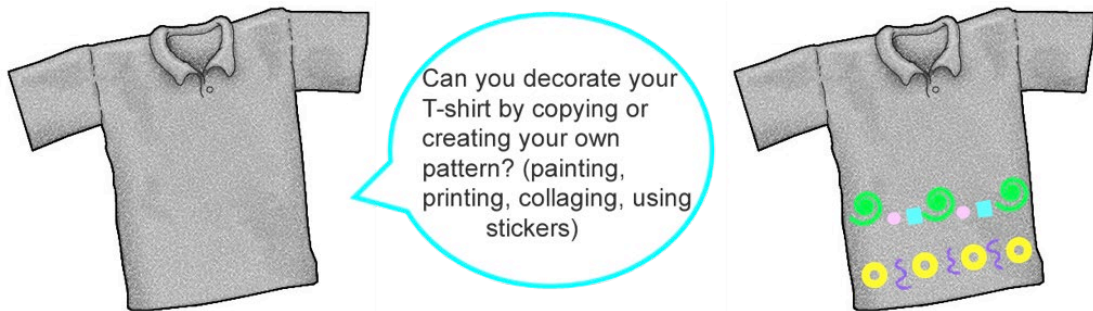 Can you decorate your
T-shirt by copying or
creating your own
pattern? (painting,
printing, collaging, using
stickers)